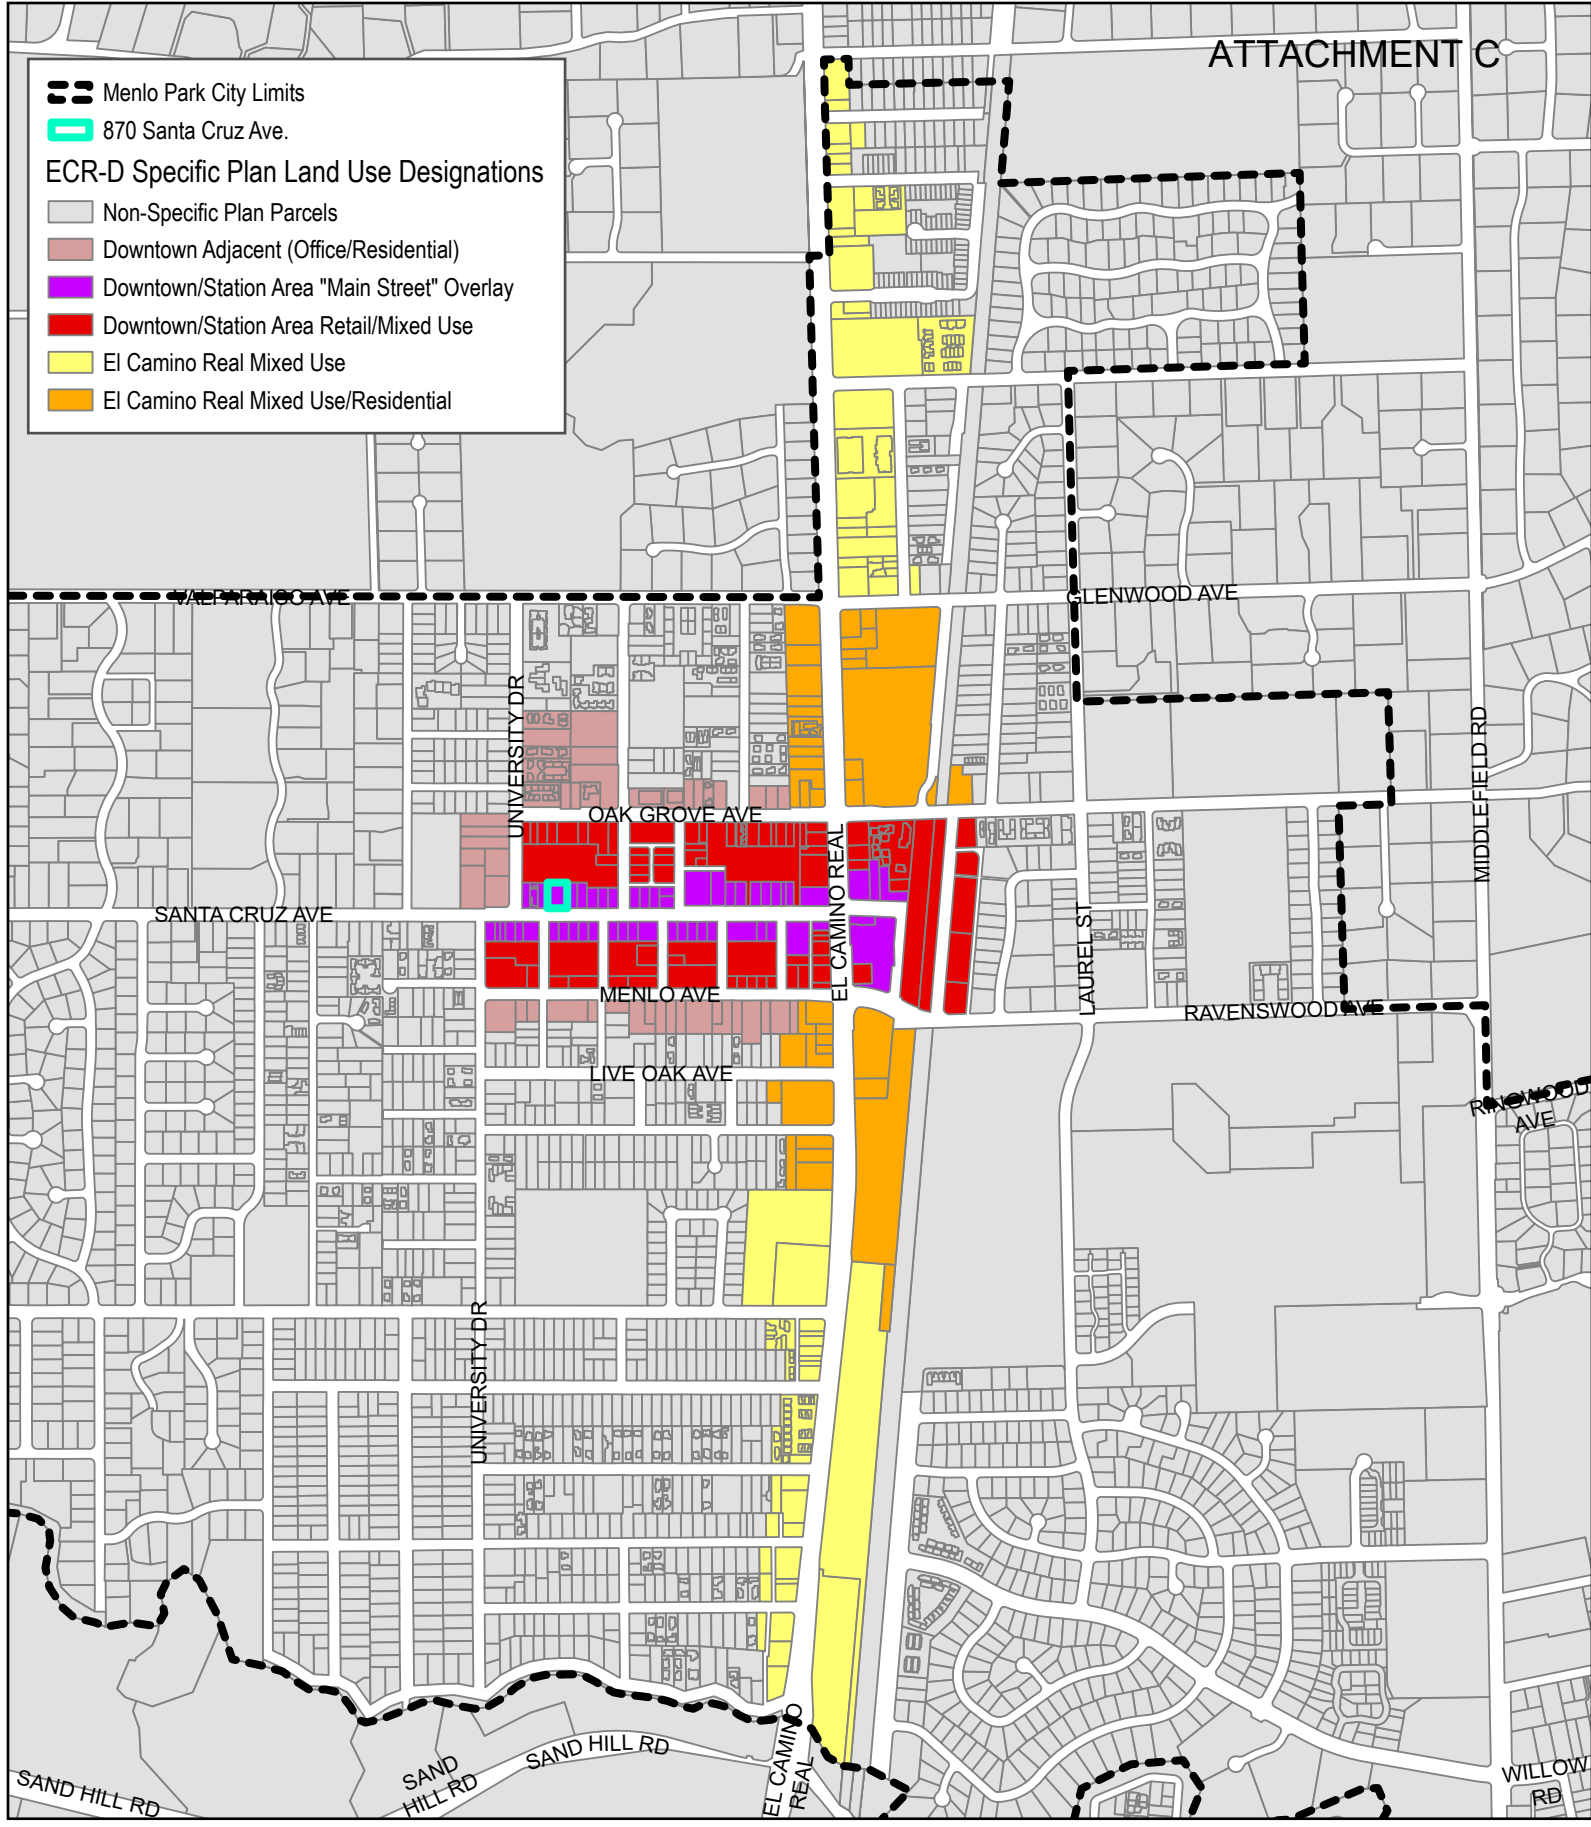 ATTACHMENT C
Menlo Park City Limits
870 Santa Cruz Ave.
ECR-D Specific Plan Land Use Designations
Non-Specific Plan Parcels
Downtown Adjacent (Office/Residential)
Downtown/Station Area "Main Street" Overlay
Downtown/Station Area Retail/Mixed Use
El Camino Real Mixed Use
El Camino Real Mixed Use/Residential
VALPARAISO AVE
GLENWOOD AVE
UNIVERSITY DR
MIDDLEFIELD RD
OAK GROVE AVE
EL CAMINO REAL
SANTA CRUZ AVE
LAUREL ST
MENLO AVE
RAVENSWOOD AVE
LIVE OAK AVE
RINGWOOD
AVE
UNIVERSITY DR
EL CAMINO
REAL
SAND HILL RD
SAND
HILL RD
SAND HILL RD
WILLOW
RD